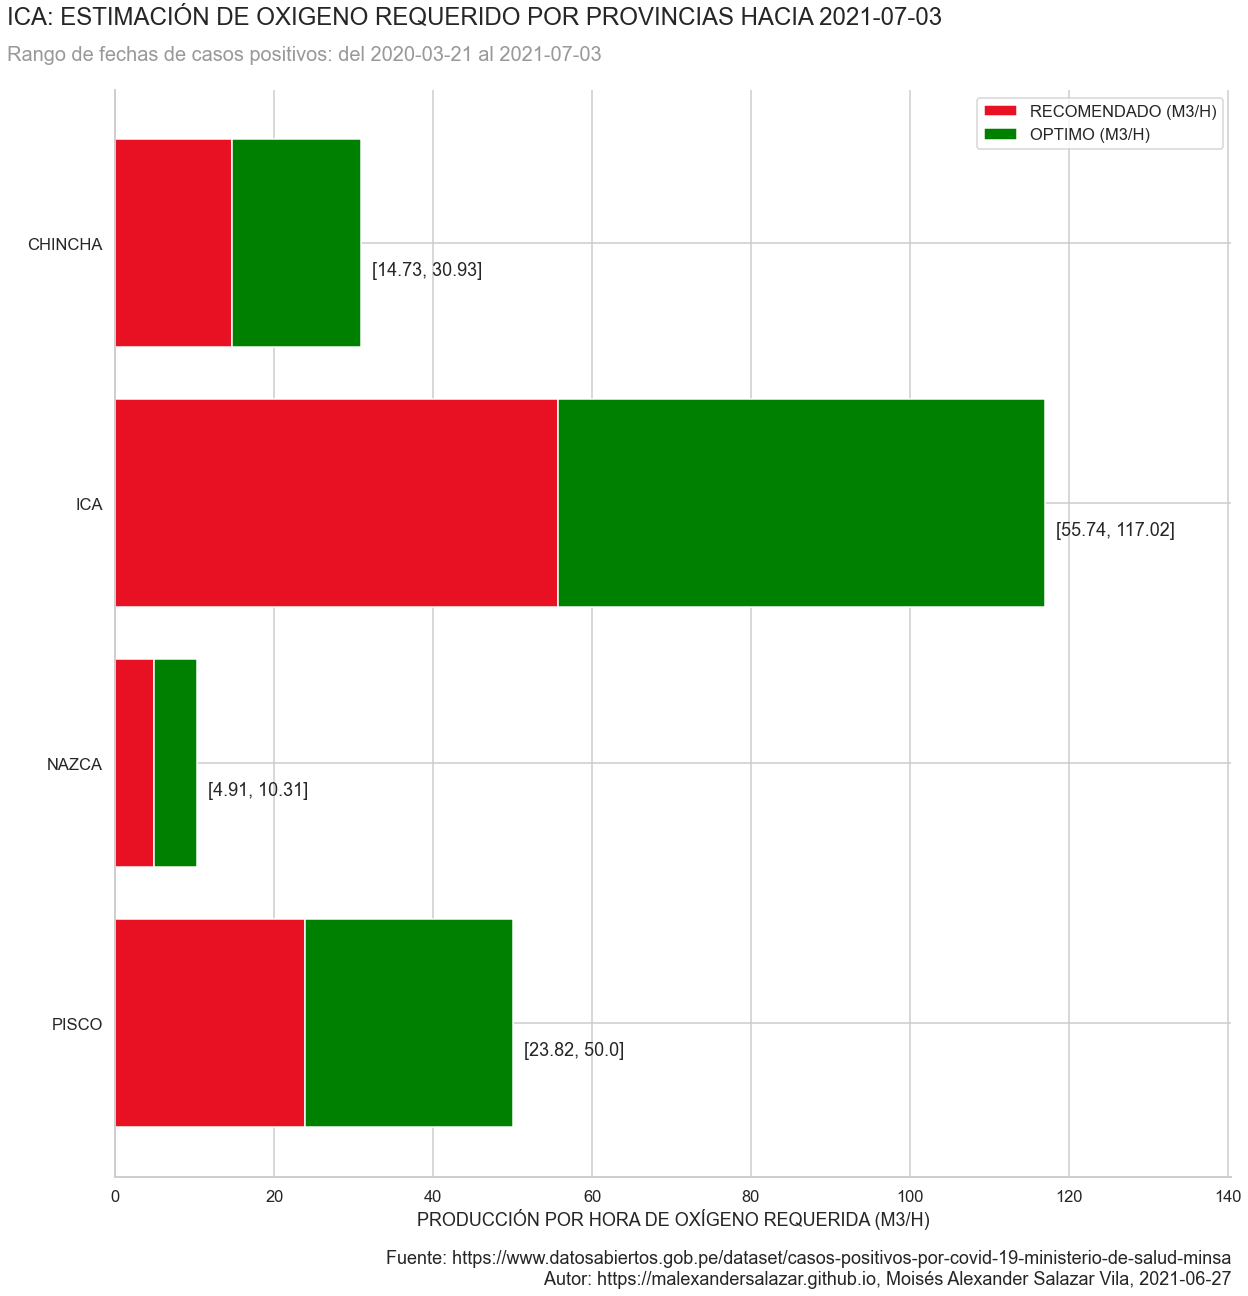 ICA: ESTIMACIÓN DE OXIGENO REQUERIDO POR PROVINCIAS HACIA 2021-07-03
Rango de fechas de casos positivos: del 2020-03-21 al 2021-07-03
RECOMENDADO (M3/H)
OPTIMO (M3/H)
CHINCHA
[14.73, 30.93]
ICA
[55.74, 117.02]
NAZCA
[4.91, 10.31]
PISCO
[23.82, 50.0]
0 20 40 60 80 100 120 140
PRODUCCIÓN POR HORA DE OXÍGENO REQUERIDA (M3/H)
Fuente: https://www.datosabiertos.gob.pe/dataset/casos-positivos-por-covid-19-ministerio-de-salud-minsa
Autor: https://malexandersalazar.github.io, Moisés Alexander Salazar Vila, 2021-06-27